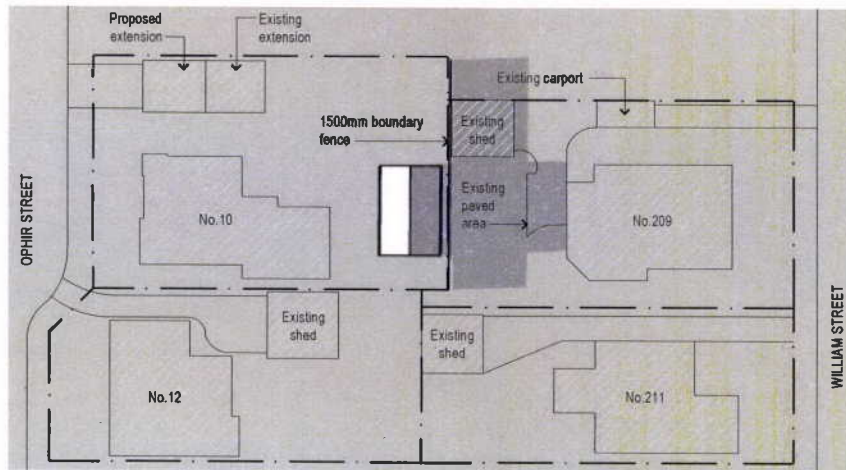 Proposed
extension
Existing
extension
Existing carport
1500mm boundary
fence
Existing
shed
Existing
paved
area
No.10
No.209
OPHIR STREET
WILLIAM STREET
Existing
shed
Existing
shed
No.12
No.211